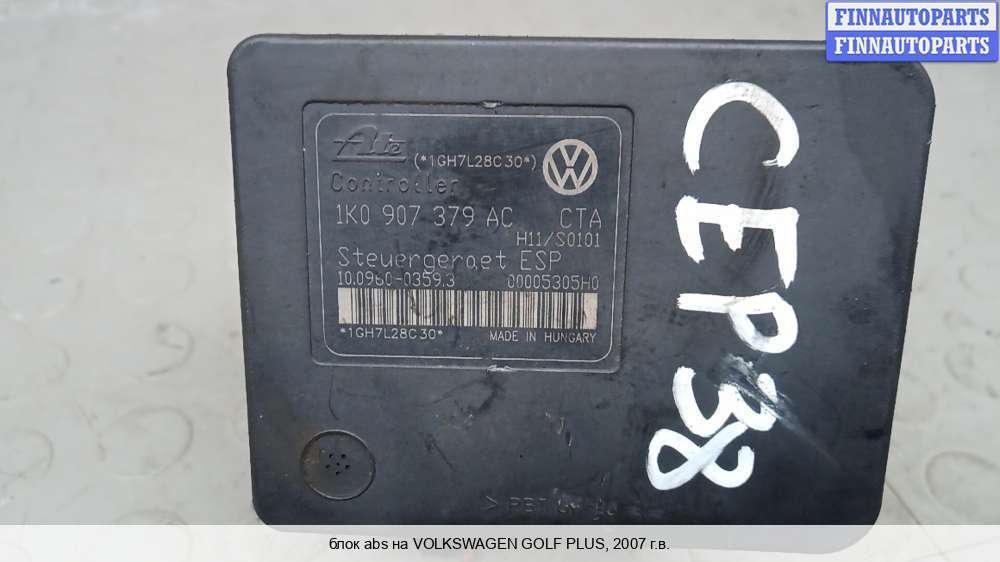 FINNAUTOPARTS
FINNAUTOPARTS
Ate (*1GH7L28C30*)
Controller
1K0 907 379 AC CTA
H11/S0101
Steuergeraet ESP
10.0960-0359.3 00005305H0
*1GH7L28C30* MADE IN HUNGARY
CEP38
>PBT
блок abs на VOLKSWAGEN GOLF PLUS, 2007 г.в.